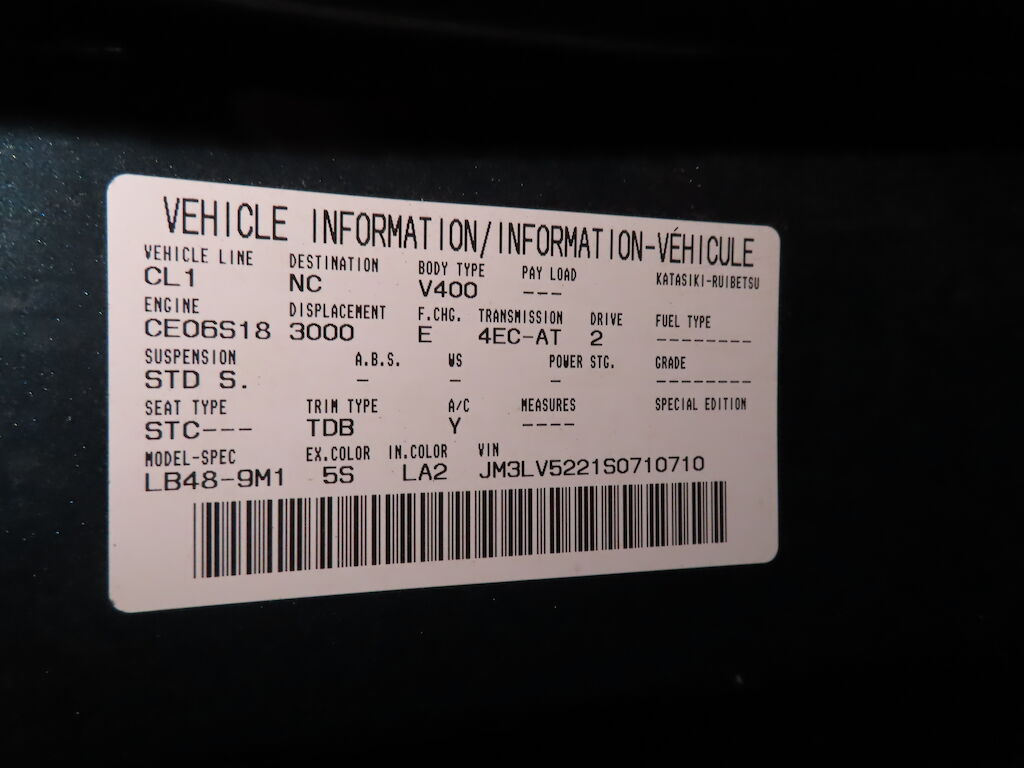 VEHICLE INFORMATION/INFORMATION-VÉHICULE
VEHICLE LINE DESTINATION BODY TYPE PAY LOAD KATASIKI-RUIBETSU
CL1 NC V400 ---
ENGINE DISPLACEMENT F.CHG. TRANSMISSION DRIVE FUEL TYPE
CE06S18 3000 E 4EC-AT 2 --------
SUSPENSION A.B.S. WS POWER STG. GRADE
STD S. - - - --------
SEAT TYPE TRIM TYPE A/C MEASURES SPECIAL EDITION
STC--- TDB Y ----
MODEL-SPEC EX.COLOR IN.COLOR VIN
LB48-9M1 5S LA2 JM3LV5221S0710710